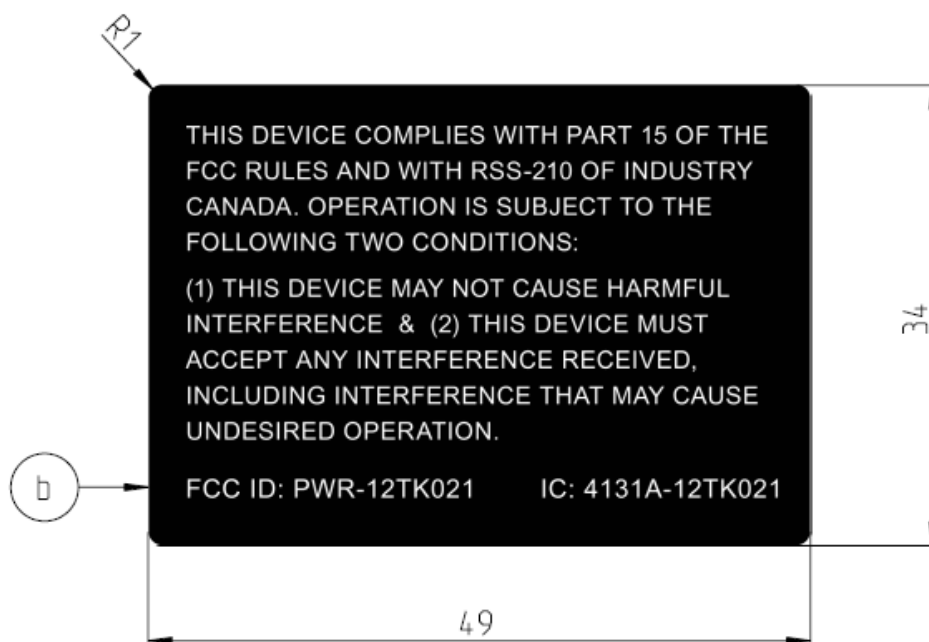 R1
THIS DEVICE COMPLIES WITH PART 15 OF THE
FCC RULES AND WITH RSS-210 OF INDUSTRY
CANADA. OPERATION IS SUBJECT TO THE
FOLLOWING TWO CONDITIONS:
(1) THIS DEVICE MAY NOT CAUSE HARMFUL
INTERFERENCE & (2) THIS DEVICE MUST
ACCEPT ANY INTERFERENCE RECEIVED,
INCLUDING INTERFERENCE THAT MAY CAUSE
UNDESIRED OPERATION.
34
b
FCC ID: PWR-12TK021 IC: 4131A-12TK021
49